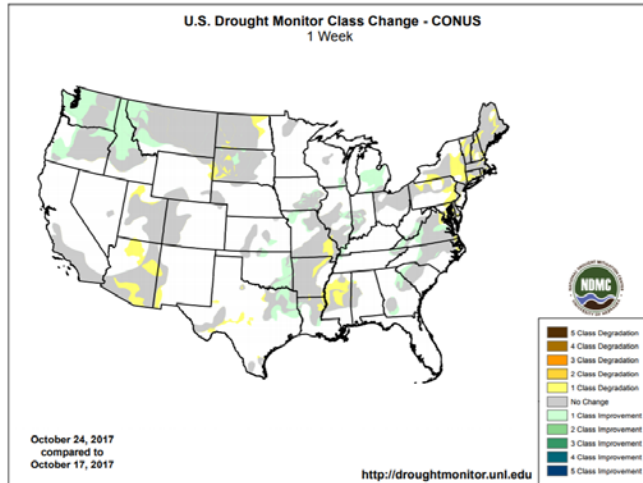 U.S. Drought Monitor Class Change - CONUS
1 Week
NDMC
5 Class Degradation
4 Class Degradation
3 Class Degradation
2 Class Degradation
1 Class Degradation
No Change
1 Class Improvement
2 Class Improvement
3 Class Improvement
4 Class Improvement
5 Class Improvement
October 24, 2017
compared to
October 17, 2017
http://droughtmonitor.unl.edu